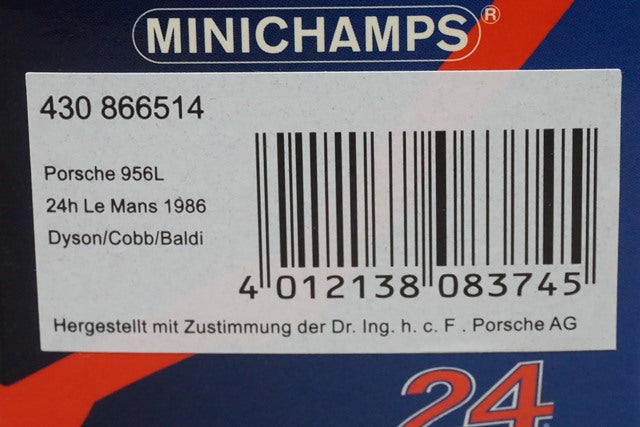 MINICHAMPS®
430 866514
Porsche 956L
24h Le Mans 1986
Dyson/Cobb/Baldi
4 012138 083745
Hergestellt mit Zustimmung der Dr. Ing. h. c. F . Porsche AG
24